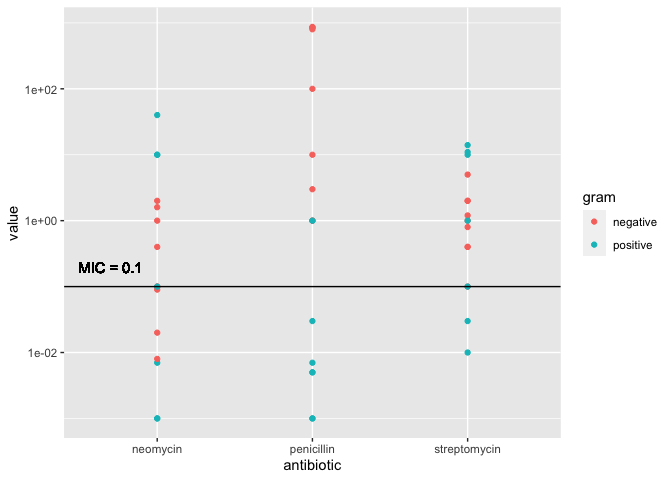 1e+02
1e+00
1e-02
value
MIC = 0.1
neomycin penicillin streptomycin
antibiotic
gram
negative
positive